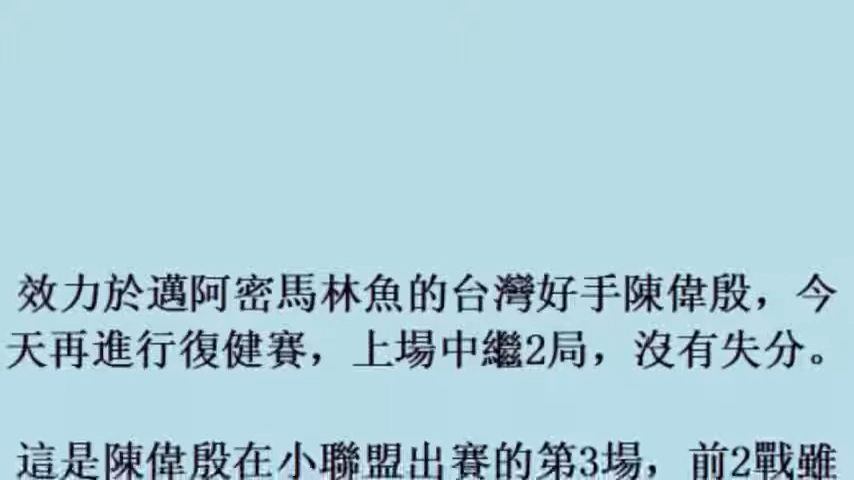 效力於邁阿密馬林魚的台灣好手陳偉殷，今
天再進行復健賽，上場中繼2局，沒有失分。
這是陳偉殷在小聯盟出賽的第3場，前2戰雖